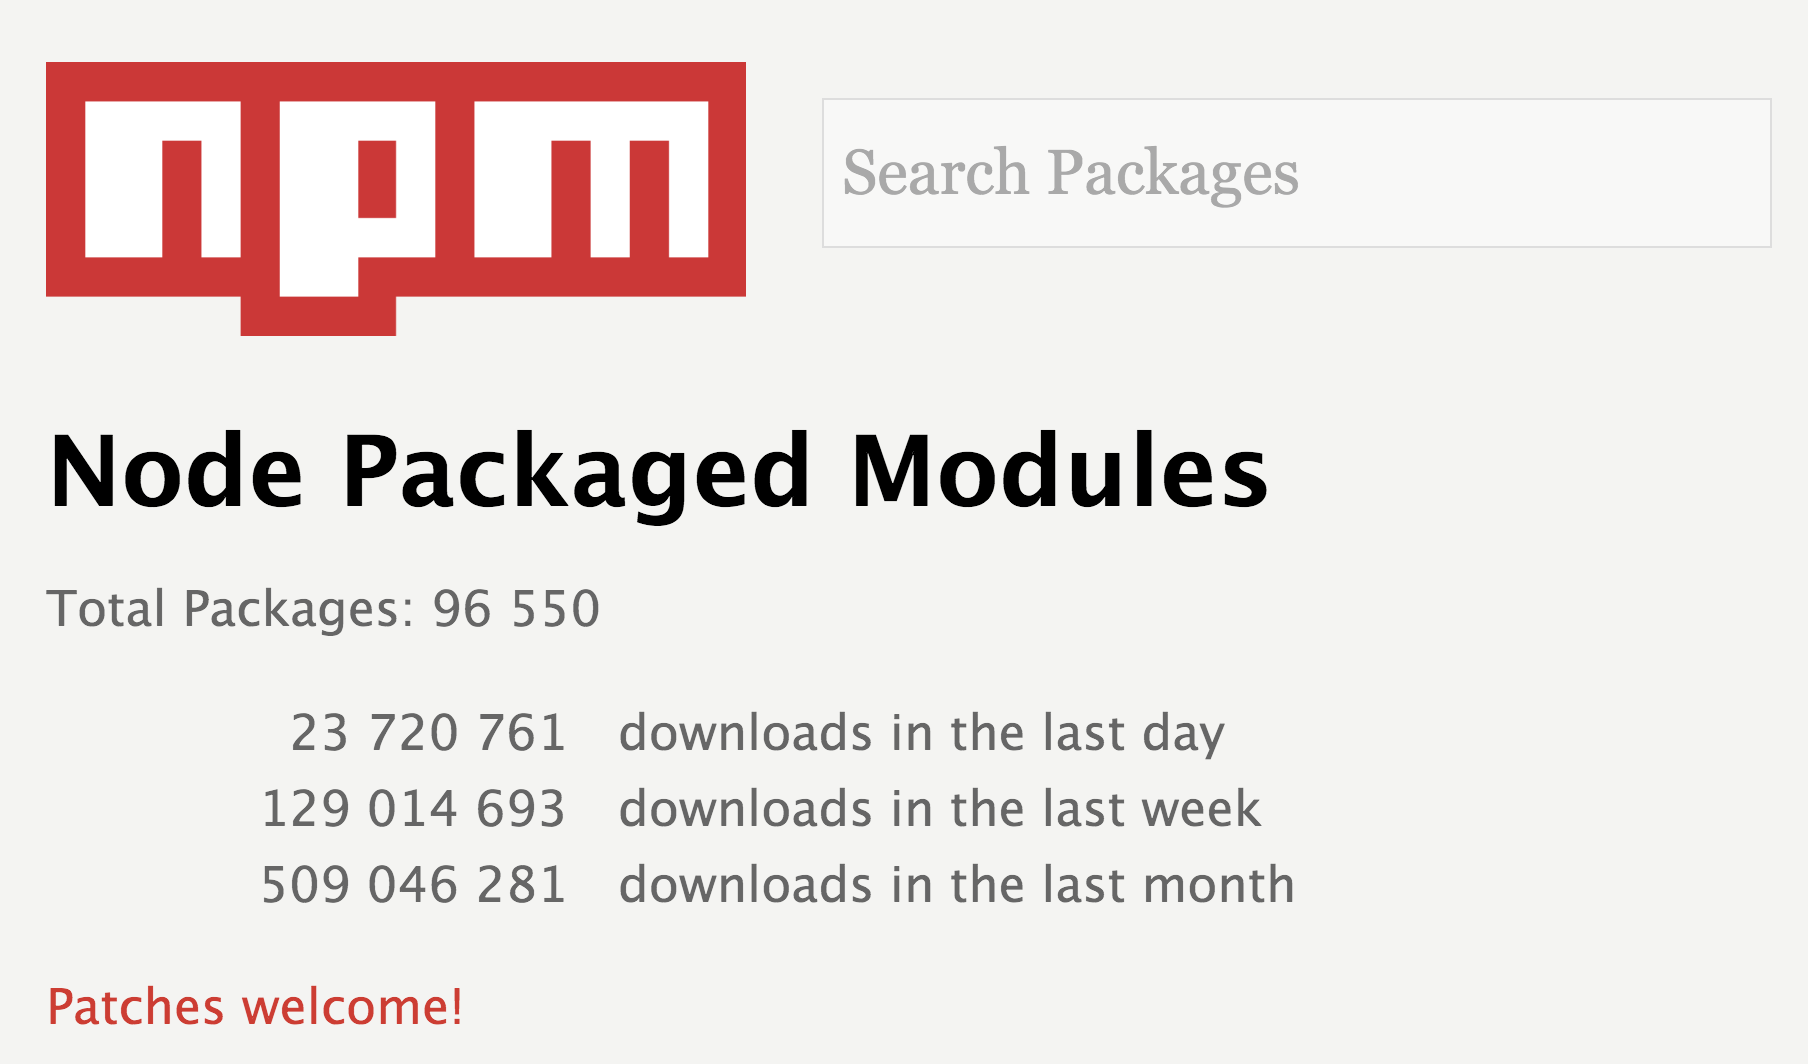 npm
Search Packages
Node Packaged Modules
Total Packages: 96 550
23 720 761 downloads in the last day
129 014 693 downloads in the last week
509 046 281 downloads in the last month
Patches welcome!